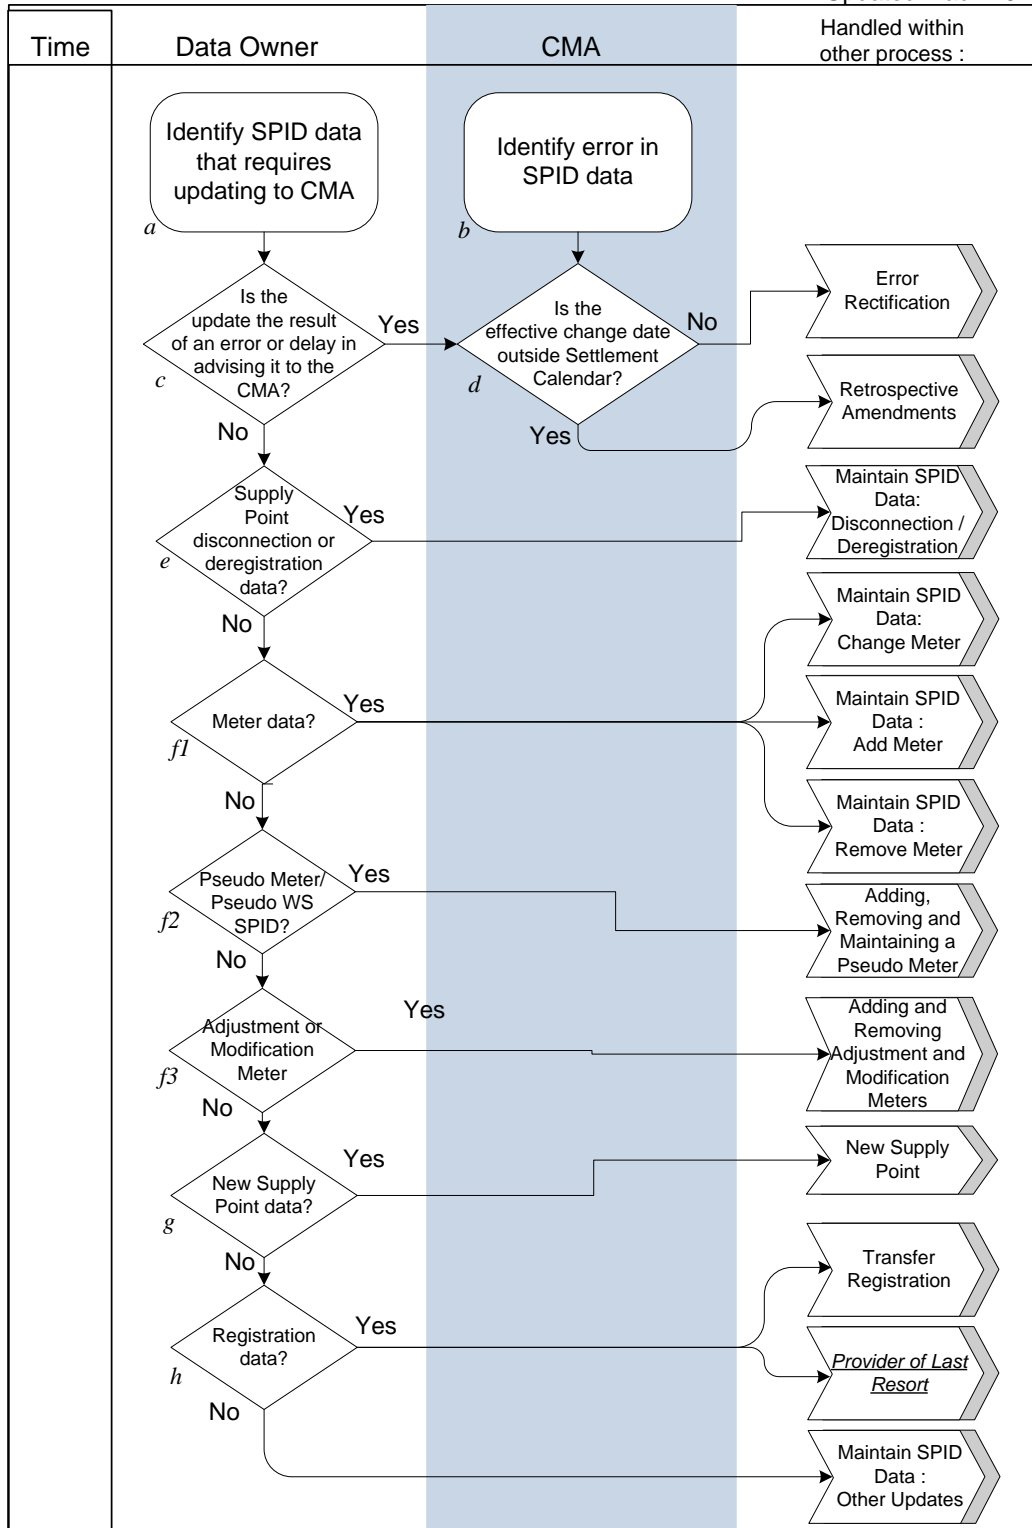 Time
Data Owner
CMA
Handled within
other process :
Identify SPID data
that requires
updating to CMA
a
Identify error in
SPID data
b
Is the
update the result
of an error or delay in
advising it to the
CMA?
c
Yes
No
Is the
effective change date
outside Settlement
Calendar?
d
No
Yes
Error
Rectification
Retrospective
Amendments
Supply
Point
disconnection or
deregistration
data?
e
Yes
No
Maintain SPID
Data:
Disconnection /
Deregistration
Meter data?
f1
Yes
No
Maintain SPID
Data:
Change Meter
Maintain SPID
Data :
Add Meter
Maintain SPID
Data :
Remove Meter
Pseudo Meter/
Pseudo WS
SPID?
f2
Yes
No
Adding,
Removing and
Maintaining a
Pseudo Meter
Adjustment or
Modification
Meter
f3
Yes
No
Adding and
Removing
Adjustment and
Modification
Meters
New Supply
Point data?
g
Yes
No
New Supply
Point
Registration
data?
h
Yes
No
Transfer
Registration
Provider of Last
Resort
Maintain SPID
Data :
Other Updates